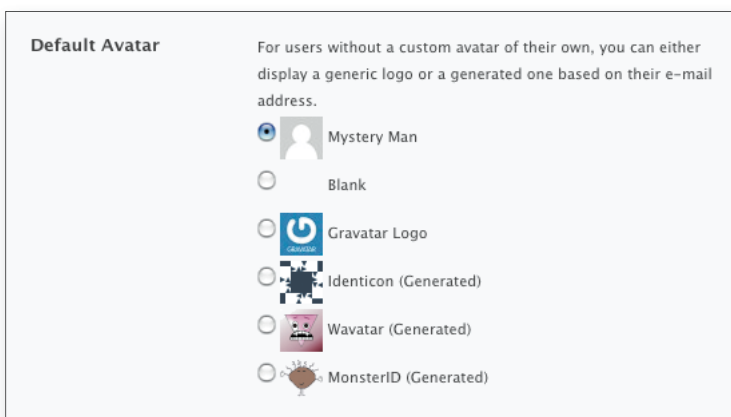 Default Avatar
For users without a custom avatar of their own, you can either
display a generic logo or a generated one based on their e-mail
address.
Mystery Man
Blank
GRAVATAR
Gravatar Logo
Identicon (Generated)
Wavatar (Generated)
MonsterID (Generated)